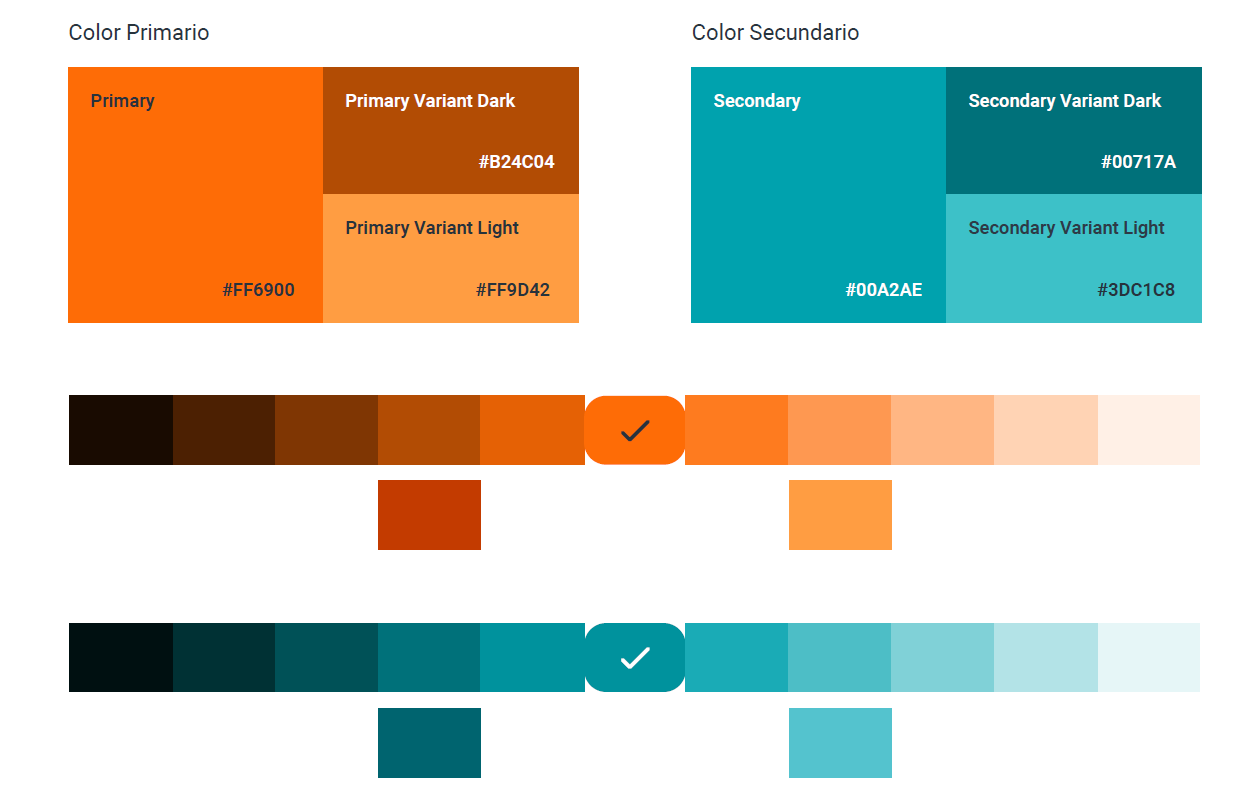 Color Primario
Primary
#FF6900
Primary Variant Dark
#B24C04
Primary Variant Light
#FF9D42
Color Secundario
Secondary
#00A2AE
Secondary Variant Dark
#00717A
Secondary Variant Light
#3DC1C8